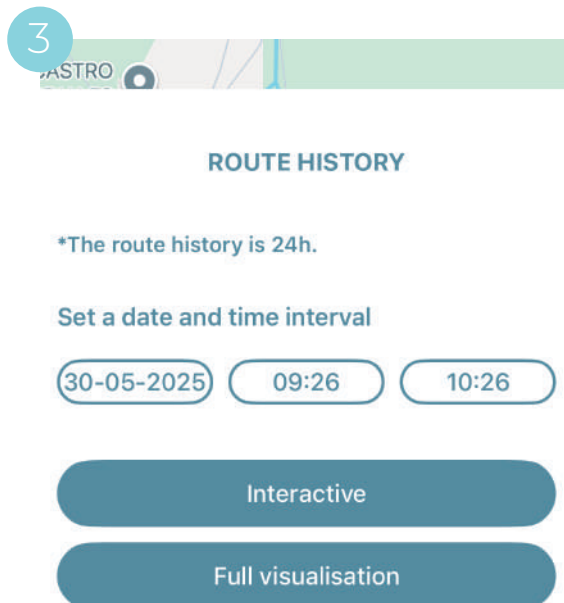 3
ROUTE HISTORY
*The route history is 24h.
Set a date and time interval
30-05-2025 09:26 10:26
Interactive
Full visualisation